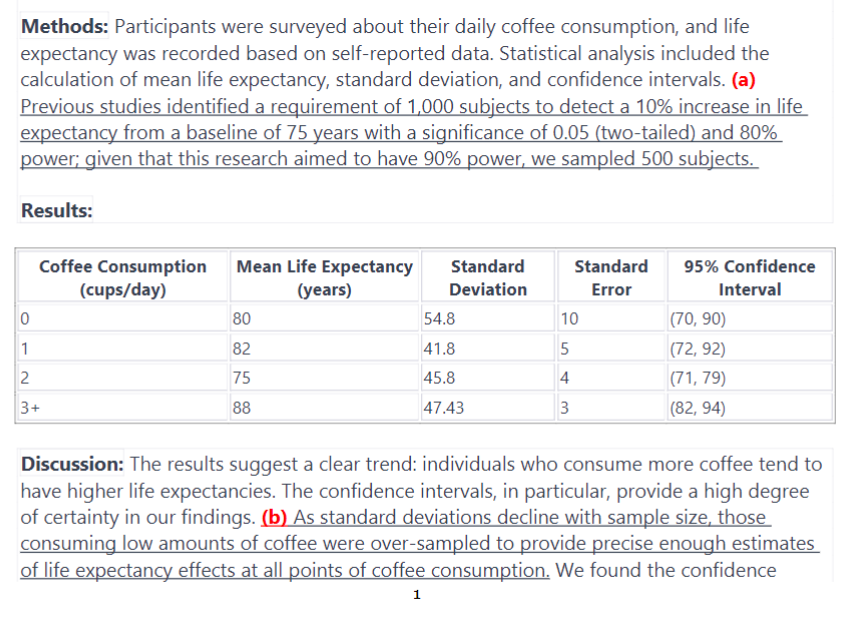 Methods: Participants were surveyed about their daily coffee consumption, and life
expectancy was recorded based on self-reported data. Statistical analysis included the
calculation of mean life expectancy, standard deviation, and confidence intervals. (a)
Previous studies identified a requirement of 1,000 subjects to detect a 10% increase in life
expectancy from a baseline of 75 years with a significance of 0.05 (two-tailed) and 80%
power; given that this research aimed to have 90% power, we sampled 500 subjects.
Results:
Coffee Consumption (cups/day) Mean Life Expectancy (years) Standard Deviation Standard Error 95% Confidence Interval
0 80 54.8 10 (70, 90)
1 82 41.8 5 (72, 92)
2 75 45.8 4 (71, 79)
3+ 88 47.43 3 (82, 94)
Discussion: The results suggest a clear trend: individuals who consume more coffee tend to
have higher life expectancies. The confidence intervals, in particular, provide a high degree
of certainty in our findings. (b) As standard deviations decline with sample size, those
consuming low amounts of coffee were over-sampled to provide precise enough estimates
of life expectancy effects at all points of coffee consumption. We found the confidence
1